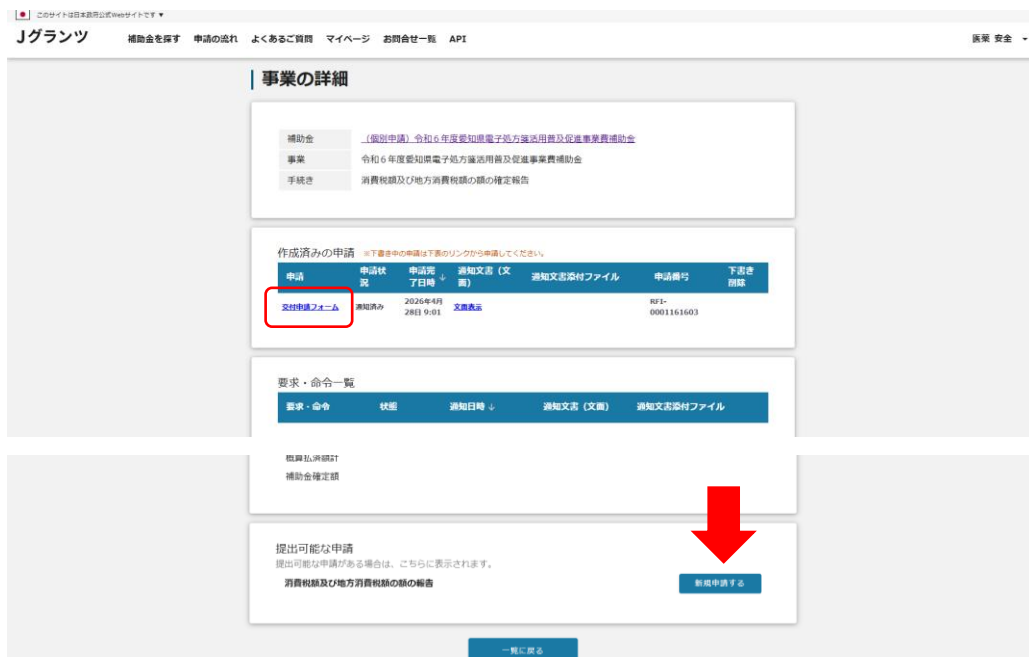 このサイトは日本政府公式Webサイトです ▼
Jグランツ 補助金を探す 申請の流れ よくあるご質問 マイページ お問合せ一覧 API 医薬 安全
事業の詳細
補助金 (個別申請)令和6年度愛知県電子処方箋活用普及促進事業費補助金
事業 令和6年度愛知県電子処方箋活用普及促進事業費補助金
手続き 消費税額及び地方消費税額の額の確定報告
作成済みの申請 ※下書き中の申請は下表のリンクから申請してください。
申請 申請状況 申請完了日時↓ 通知文書(文面) 通知文書添付ファイル 申請番号 下書き削除
交付申請フォーム 通知済み 2026年4月28日 9:01 文面表示 RFI-0001161603
要求・命令一覧
要求・命令 状態 通知日時↓ 通知文書(文面) 通知文書添付ファイル
概算払済額計
補助金確定額
提出可能な申請
提出可能な申請がある場合は、こちらに表示されます。
消費税額及び地方消費税額の額の報告 新規申請する
一覧に戻る